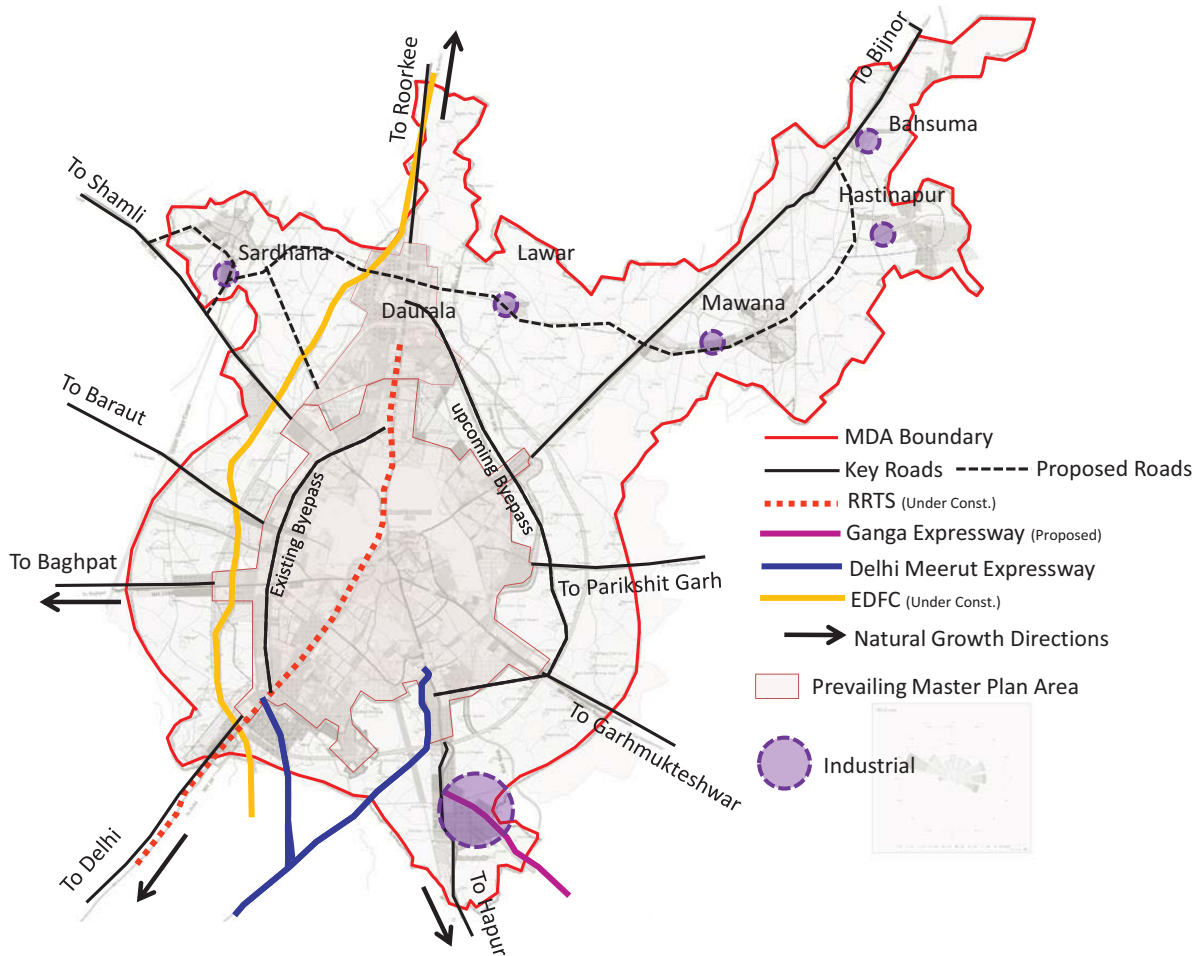 To Bijnor
To Roorkee
Bahsuma
To Shamli
Hastinapur
Sardhana
Lawar
Mawana
Daurala
To Baraut
upcoming Byepass
Existing Byepass
To Baghpat
To Parikshit Garh
To Garhmukteshwar
To Delhi
To Hapur
MDA Boundary
Key Roads
Proposed Roads
RRTS (Under Const.)
Ganga Expressway (Proposed)
Delhi Meerut Expressway
EDFC (Under Const.)
Natural Growth Directions
Prevailing Master Plan Area
Industrial